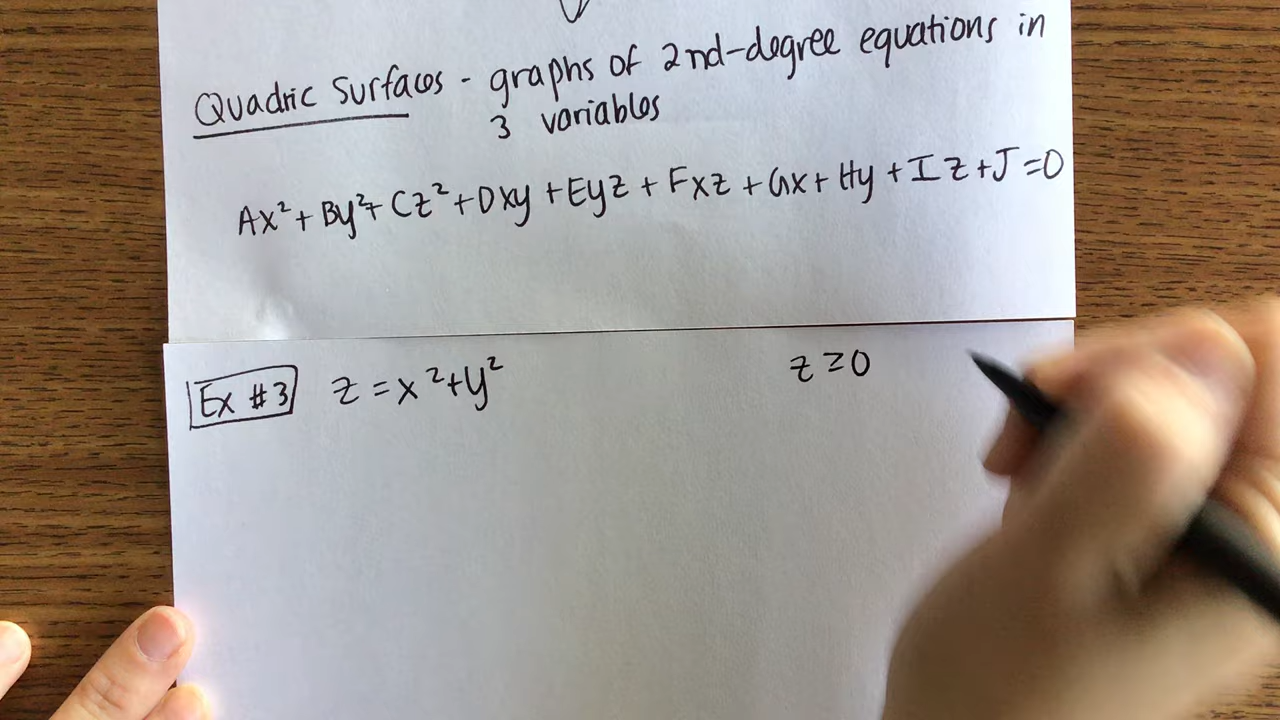 Quadric Surfaces - graphs of 2nd-degree equations in
3 variables
Ax²+By²+Cz²+Dxy+Eyz+Fxz+Gx+Hy+Iz+J=0
Ex #3 z=x²+y² z≥0